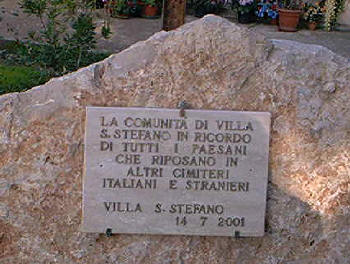 LA COMUNITÀ DI VILLA
S. STEFANO IN RICORDO
DI TUTTI I PAESANI
CHE RIPOSANO IN
ALTRI CIMITERI
ITALIANI E STRANIERI
VILLA S. STEFANO
14 7 2001